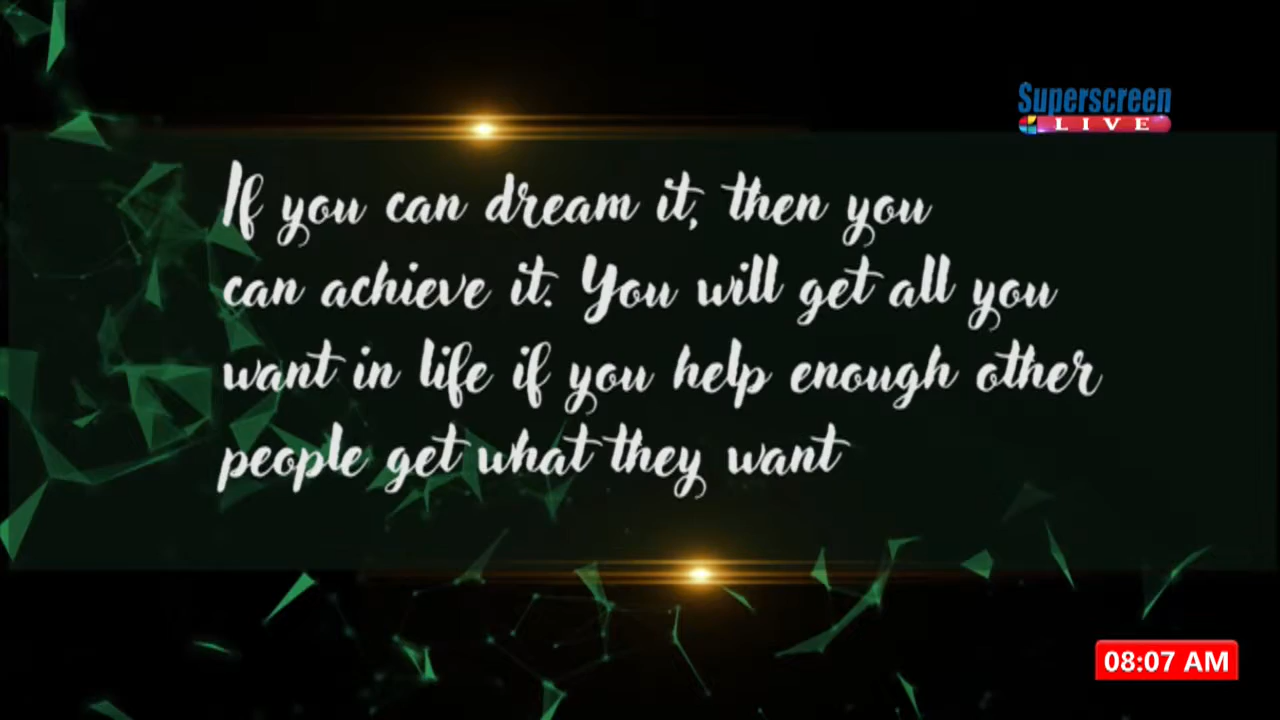 Superscreen
LIVE
If you can dream it, then you
can achieve it. You will get all you
want in life if you help enough other
people get what they want
08:07 AM